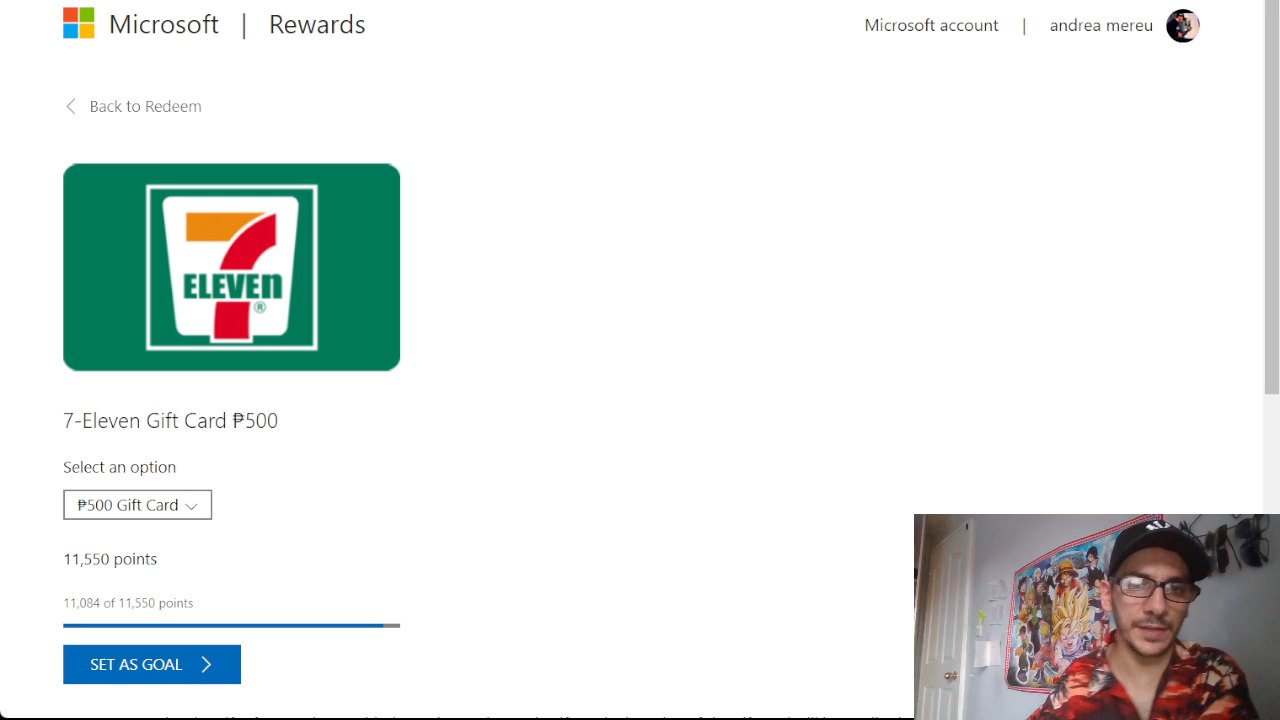 Microsoft | Rewards
Microsoft account | andrea mereu
Back to Redeem
7
ELEVEn
®
7-Eleven Gift Card ₱500
Select an option
₱500 Gift Card
11,550 points
11,084 of 11,550 points
SET AS GOAL